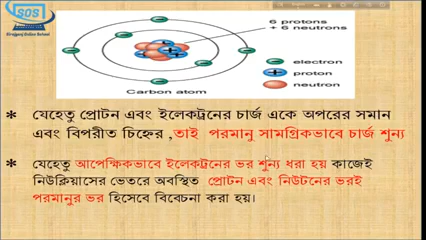 SOS
Sirajganj Online School
6 protons
+ 6 neutrons
electron
proton
neutron
Carbon atom
* যেহেতু প্রোটন এবং ইলেকট্রনের চার্জ একে অপরের সমান
এবং বিপরীত চিহ্নের ,তাই পরমানু সামগ্রিকভাবে চার্জ শুন্য
* যেহেতু আপেক্ষিকভাবে ইলেকট্রনের ভর শুন্য ধরা হয় কাজেই
নিউক্লিয়াসের ভেতরে অবস্থিত প্রোটন এবং নিউটনের ভরই
পরমানুর ভর হিসেবে বিবেচনা করা হয়।